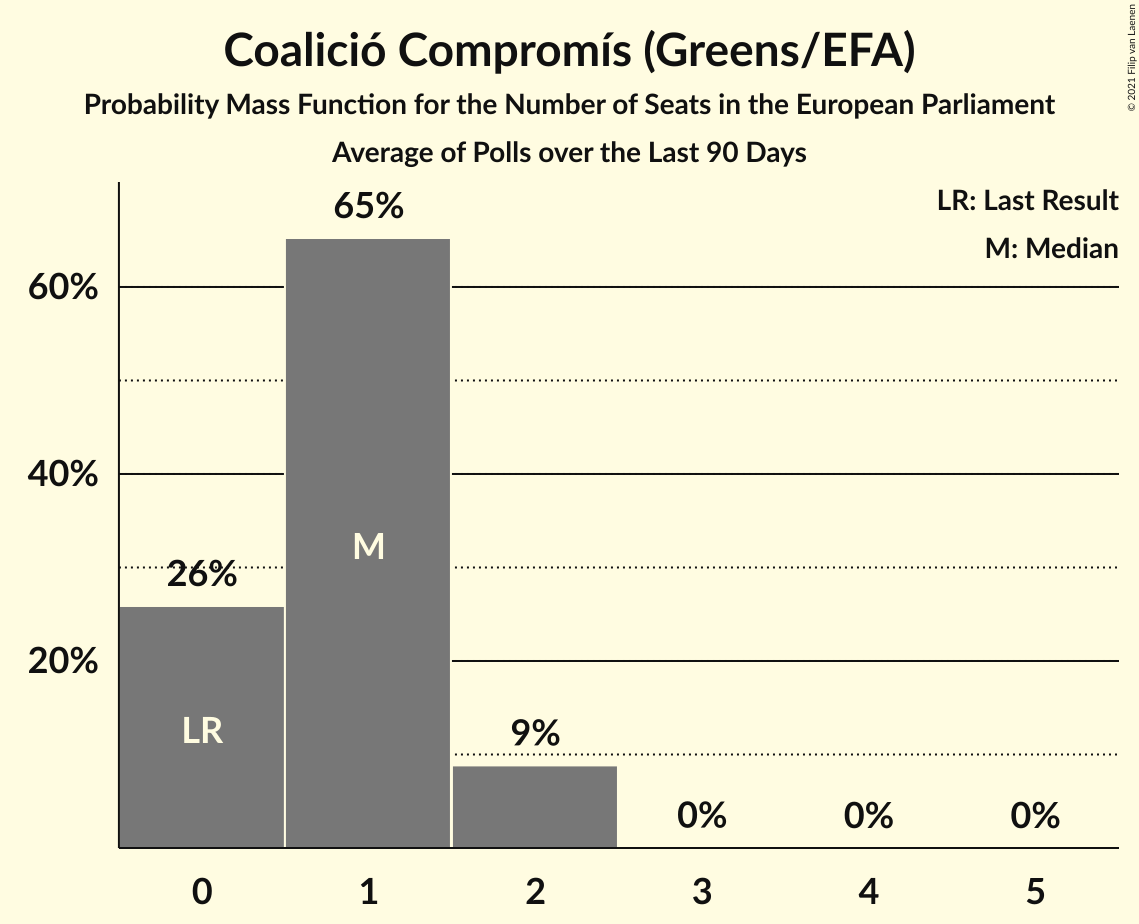 Coalició Compromís (Greens/EFA)
Probability Mass Function for the Number of Seats in the European Parliament
Average of Polls over the Last 90 Days
© 2021 Filip van Laenen
LR: Last Result
M: Median
65%
60%
40%
M
26%
20%
LR
9%
0%
0%
0%
0 1 2 3 4 5